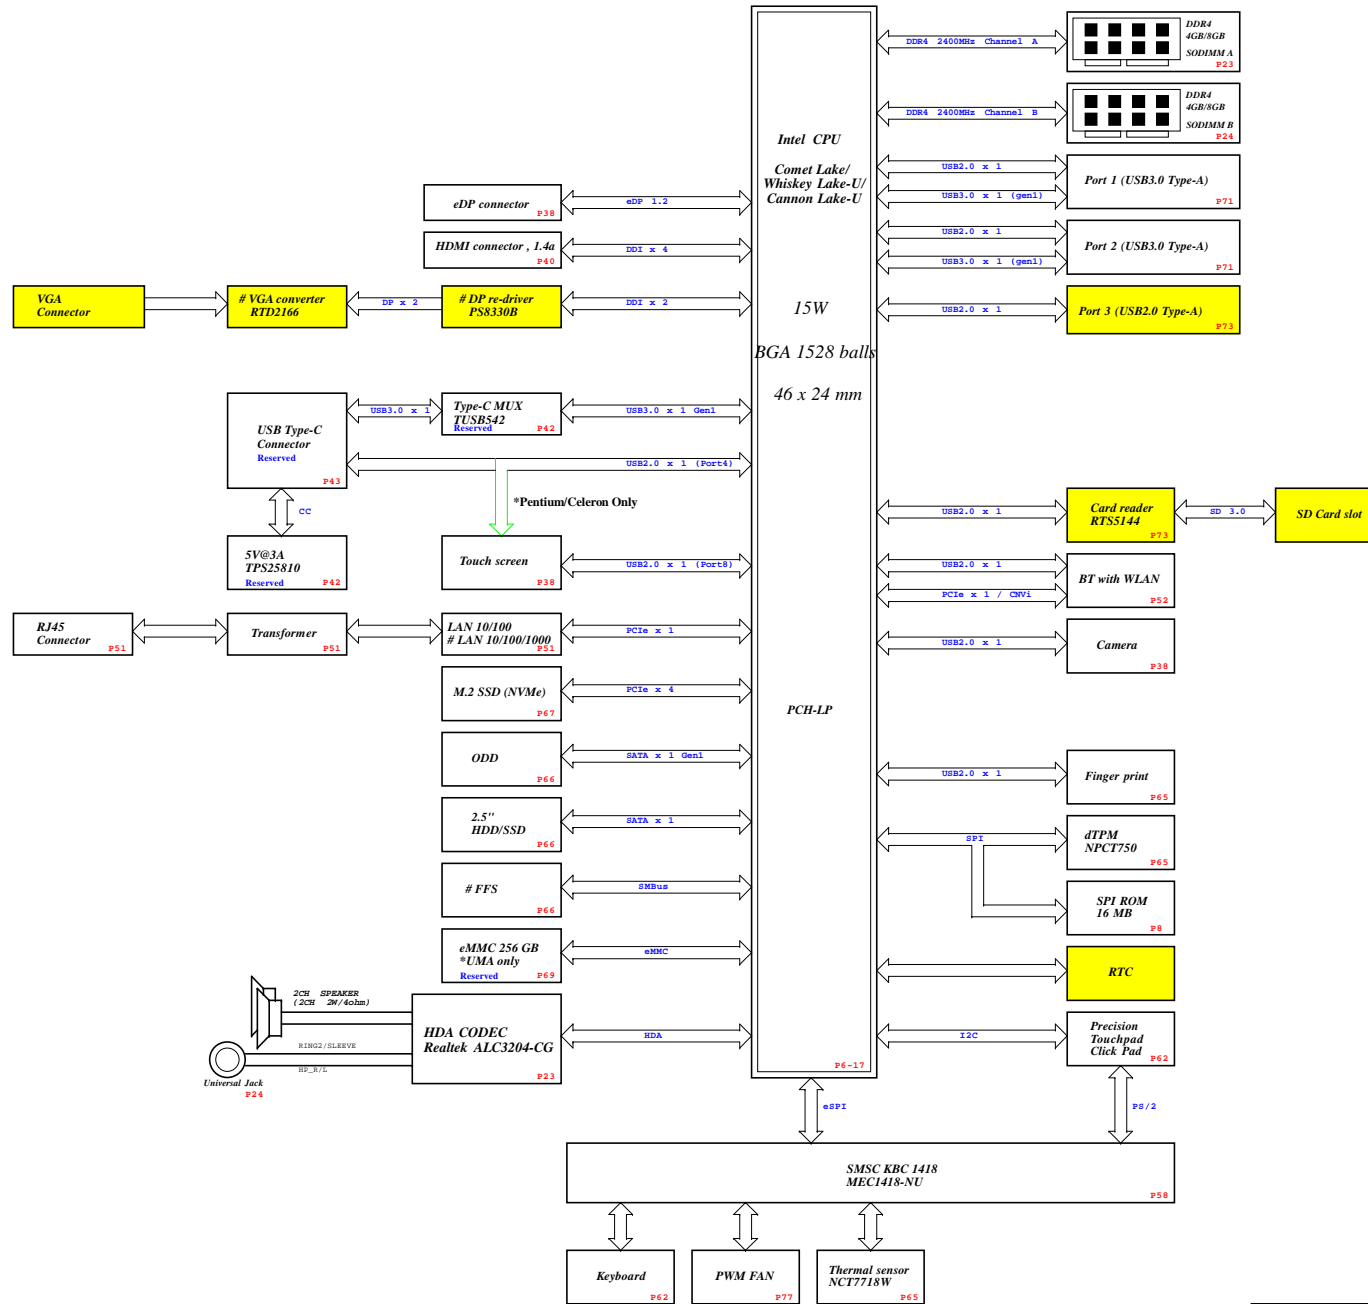 DDR4
4GB/8GB
SODIMM A
P23
DDR4 2400MHz Channel A
DDR4
4GB/8GB
SODIMM B
P24
DDR4 2400MHz Channel B
Intel CPU
Comet Lake/
Whiskey Lake-U/
Cannon Lake-U
15W
BGA 1528 balls
46 x 24 mm
PCH-LP
P6-17
USB2.0 x 1
USB3.0 x 1 (gen1)
Port 1 (USB3.0 Type-A)
P71
USB2.0 x 1
USB3.0 x 1 (gen1)
Port 2 (USB3.0 Type-A)
P71
USB2.0 x 1
Port 3 (USB2.0 Type-A)
P73
eDP connector
P38
eDP 1.2
HDMI connector , 1.4a
P40
DDI x 4
VGA
Connector
# VGA converter
RTD2166
DP x 2
# DP re-driver
PS8330B
DDI x 2
USB Type-C
Connector
Reserved
P43
USB3.0 x 1
Type-C MUX
TUSB542
Reserved
P42
USB3.0 x 1 Gen1
USB2.0 x 1 (Port4)
*Pentium/Celeron Only
CC
5V@3A
TPS25810
Reserved
P42
Touch screen
P38
USB2.0 x 1 (Port8)
USB2.0 x 1
Card reader
RTS5144
P73
SD 3.0
SD Card slot
USB2.0 x 1
PCIe x 1 / CNVi
BT with WLAN
P52
USB2.0 x 1
Camera
P38
RJ45
Connector
P51
Transformer
P51
LAN 10/100
# LAN 10/100/1000
P51
PCIe x 1
M.2 SSD (NVMe)
P67
PCIe x 4
ODD
P66
SATA x 1 Gen1
2.5"
HDD/SSD
P66
SATA x 1
# FFS
P66
SMBus
eMMC 256 GB
*UMA only
Reserved
P69
eMMC
USB2.0 x 1
Finger print
P65
SPI
dTPM
NPCT750
P65
SPI ROM
16 MB
P8
RTC
I2C
Precision
Touchpad
Click Pad
P62
2CH SPEAKER
(2CH 2W/4ohm)
RING2/SLEEVE
HP_R/L
Universal Jack
P24
HDA CODEC
Realtek ALC3204-CG
P23
HDA
eSPI
PS/2
SMSC KBC 1418
MEC1418-NU
P58
Keyboard
P62
PWM FAN
P77
Thermal sensor
NCT7718W
P65